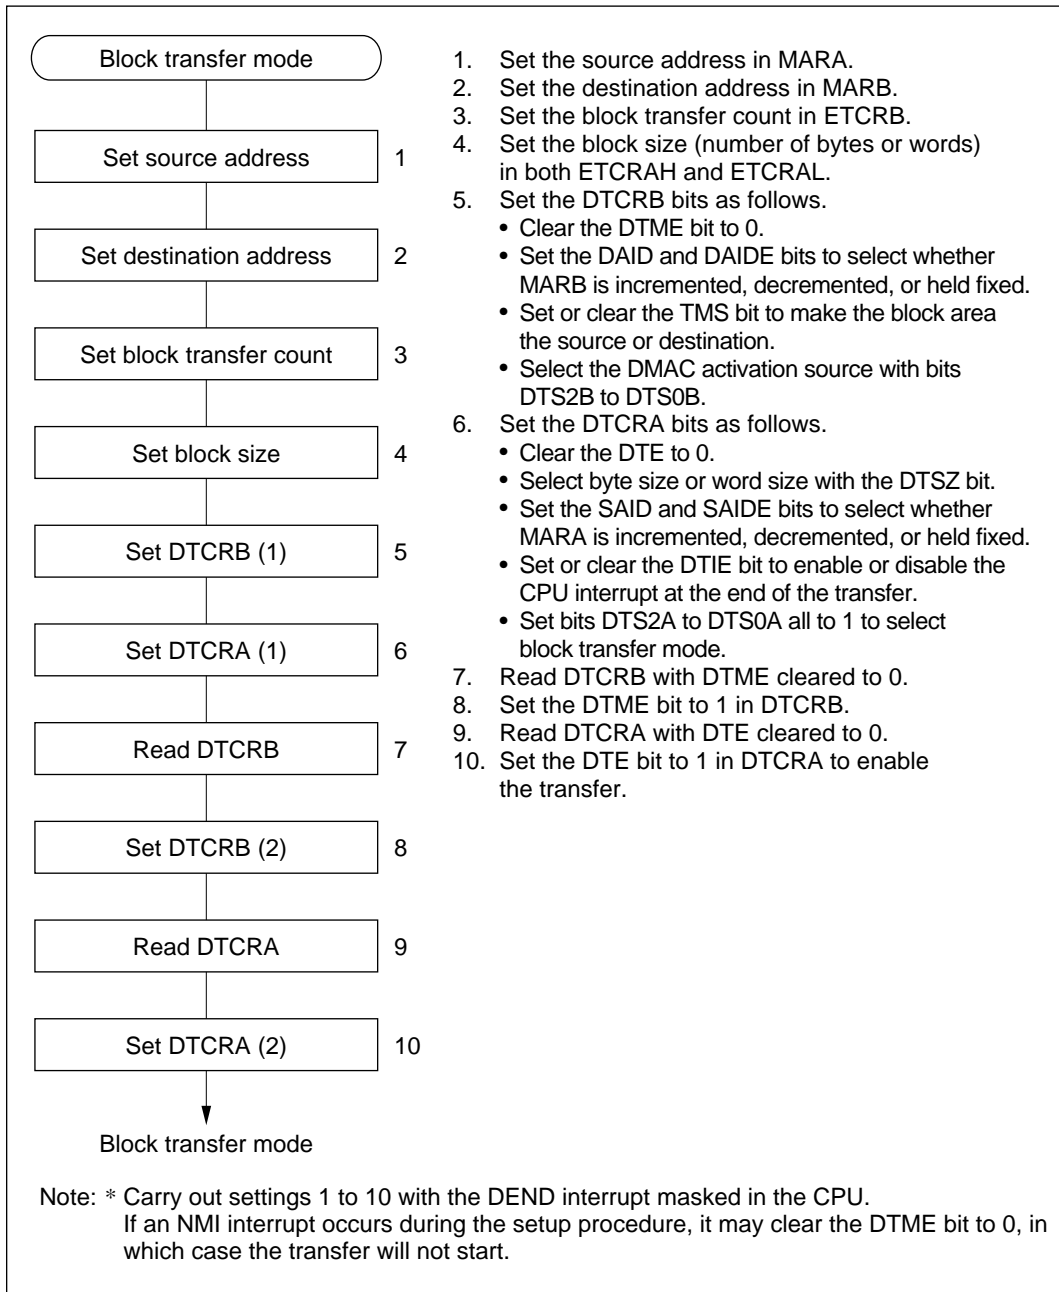 Block transfer mode
Set source address 1
Set destination address 2
Set block transfer count 3
Set block size 4
Set DTCRB (1) 5
Set DTCRA (1) 6
Read DTCRB 7
Set DTCRB (2) 8
Read DTCRA 9
Set DTCRA (2) 10
Block transfer mode
1. Set the source address in MARA.
2. Set the destination address in MARB.
3. Set the block transfer count in ETCRB.
4. Set the block size (number of bytes or words)
in both ETCRAH and ETCRAL.
5. Set the DTCRB bits as follows.
• Clear the DTME bit to 0.
• Set the DAID and DAIDE bits to select whether
MARB is incremented, decremented, or held fixed.
• Set or clear the TMS bit to make the block area
the source or destination.
• Select the DMAC activation source with bits
DTS2B to DTS0B.
6. Set the DTCRA bits as follows.
• Clear the DTE to 0.
• Select byte size or word size with the DTSZ bit.
• Set the SAID and SAIDE bits to select whether
MARA is incremented, decremented, or held fixed.
• Set or clear the DTIE bit to enable or disable the
CPU interrupt at the end of the transfer.
• Set bits DTS2A to DTS0A all to 1 to select
block transfer mode.
7. Read DTCRB with DTME cleared to 0.
8. Set the DTME bit to 1 in DTCRB.
9. Read DTCRA with DTE cleared to 0.
10. Set the DTE bit to 1 in DTCRA to enable
the transfer.
Note: * Carry out settings 1 to 10 with the DEND interrupt masked in the CPU.
If an NMI interrupt occurs during the setup procedure, it may clear the DTME bit to 0, in
which case the transfer will not start.